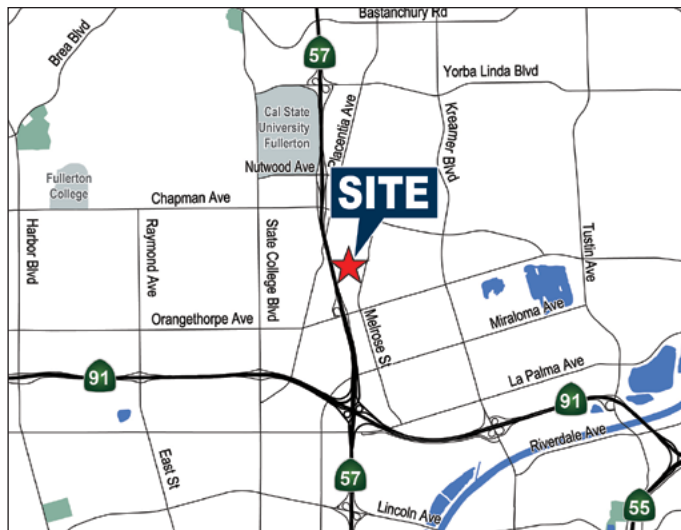 Bastanchury Rd
Brea Blvd
57
Yorba Linda Blvd
Cal State
University
Fullerton
Placentia Ave
Kreamer Blvd
Nutwood Ave
Fullerton
College
SITE
Chapman Ave
Harbor Blvd
Raymond Ave
State College Blvd
Tustin Ave
Miraloma Ave
Orangethorpe Ave
Melrose St
La Palma Ave
91
91
Riverdale Ave
East St
57
Lincoln Ave
55